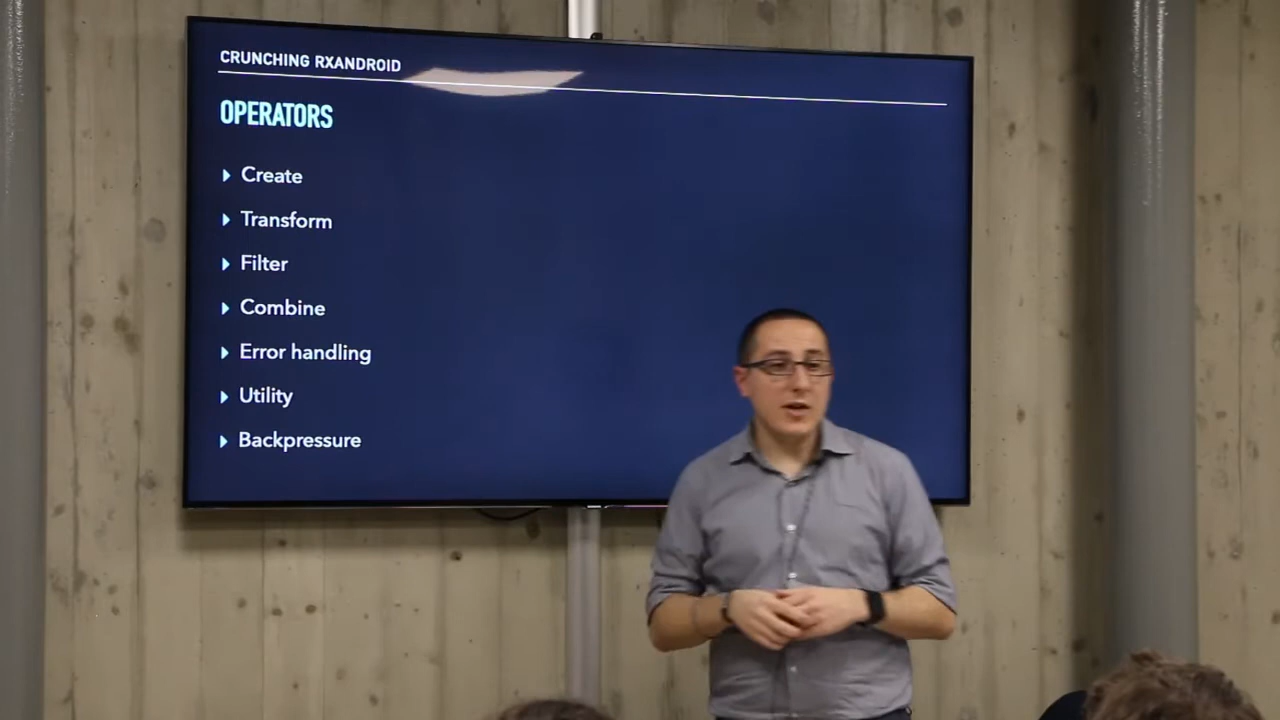 CRUNCHING RXANDROID
OPERATORS
Create
Transform
Filter
Combine
Error handling
Utility
Backpressure